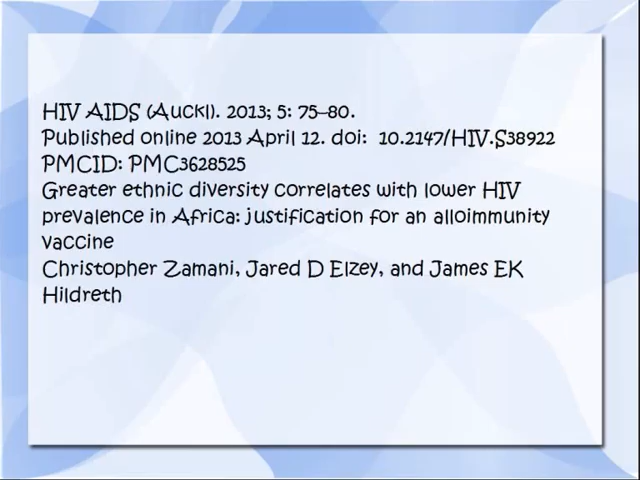 HIV AIDS (Auckl). 2013; 5: 75–80.
Published online 2013 April 12. doi:  10.2147/HIV.S38922
PMCID: PMC3628525
Greater ethnic diversity correlates with lower HIV
prevalence in Africa: justification for an alloimmunity
vaccine
Christopher Zamani, Jared D Elzey, and James EK
Hildreth